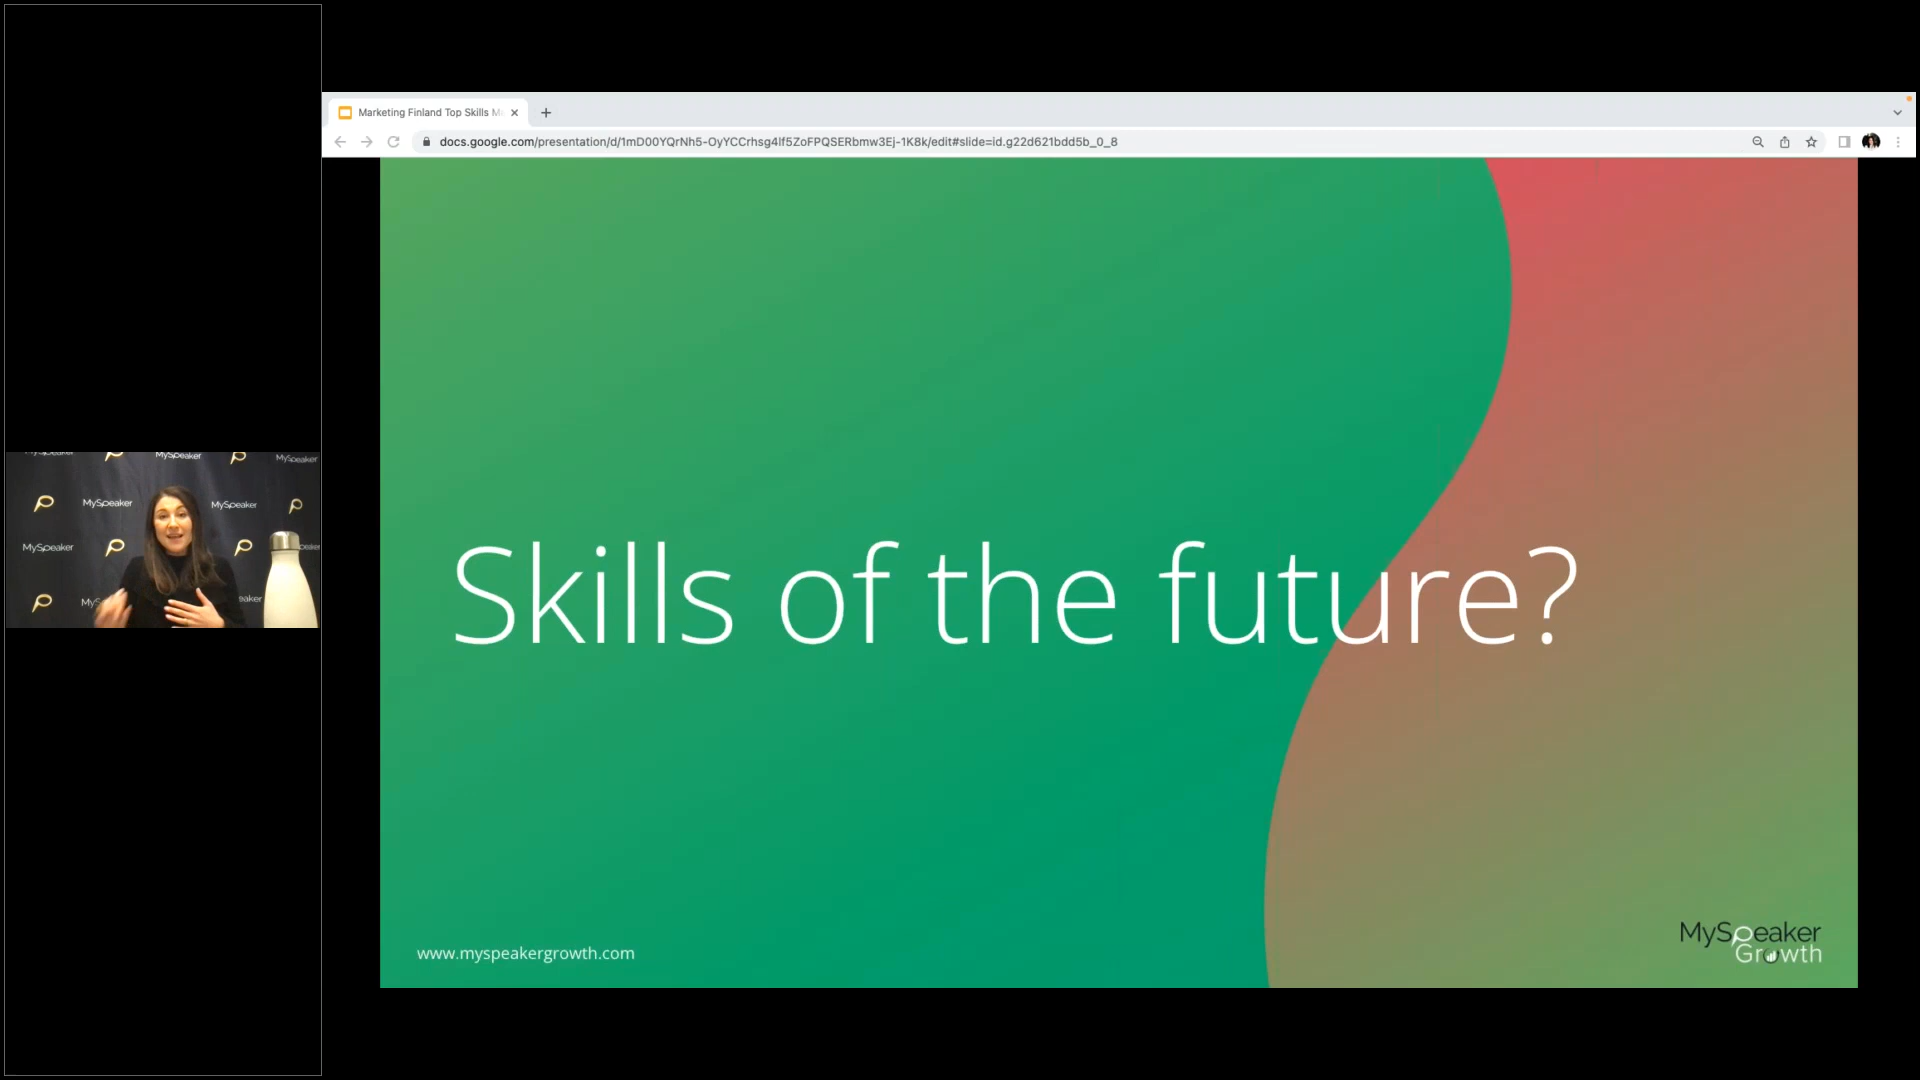 Marketing Finland Top Skills
docs.google.com/presentation/d/1mD00YQrNh5-OyYCCrhsg4lf5ZoFPQSERbmw3Ej-1K8k/edit#slide=id.g22d621bdd5b_0_8
MySpeaker MySpeaker
MySpeaker MySpeaker
MySpeaker
Skills of the future?
www.myspeakergrowth.com
MySpeaker
Growth